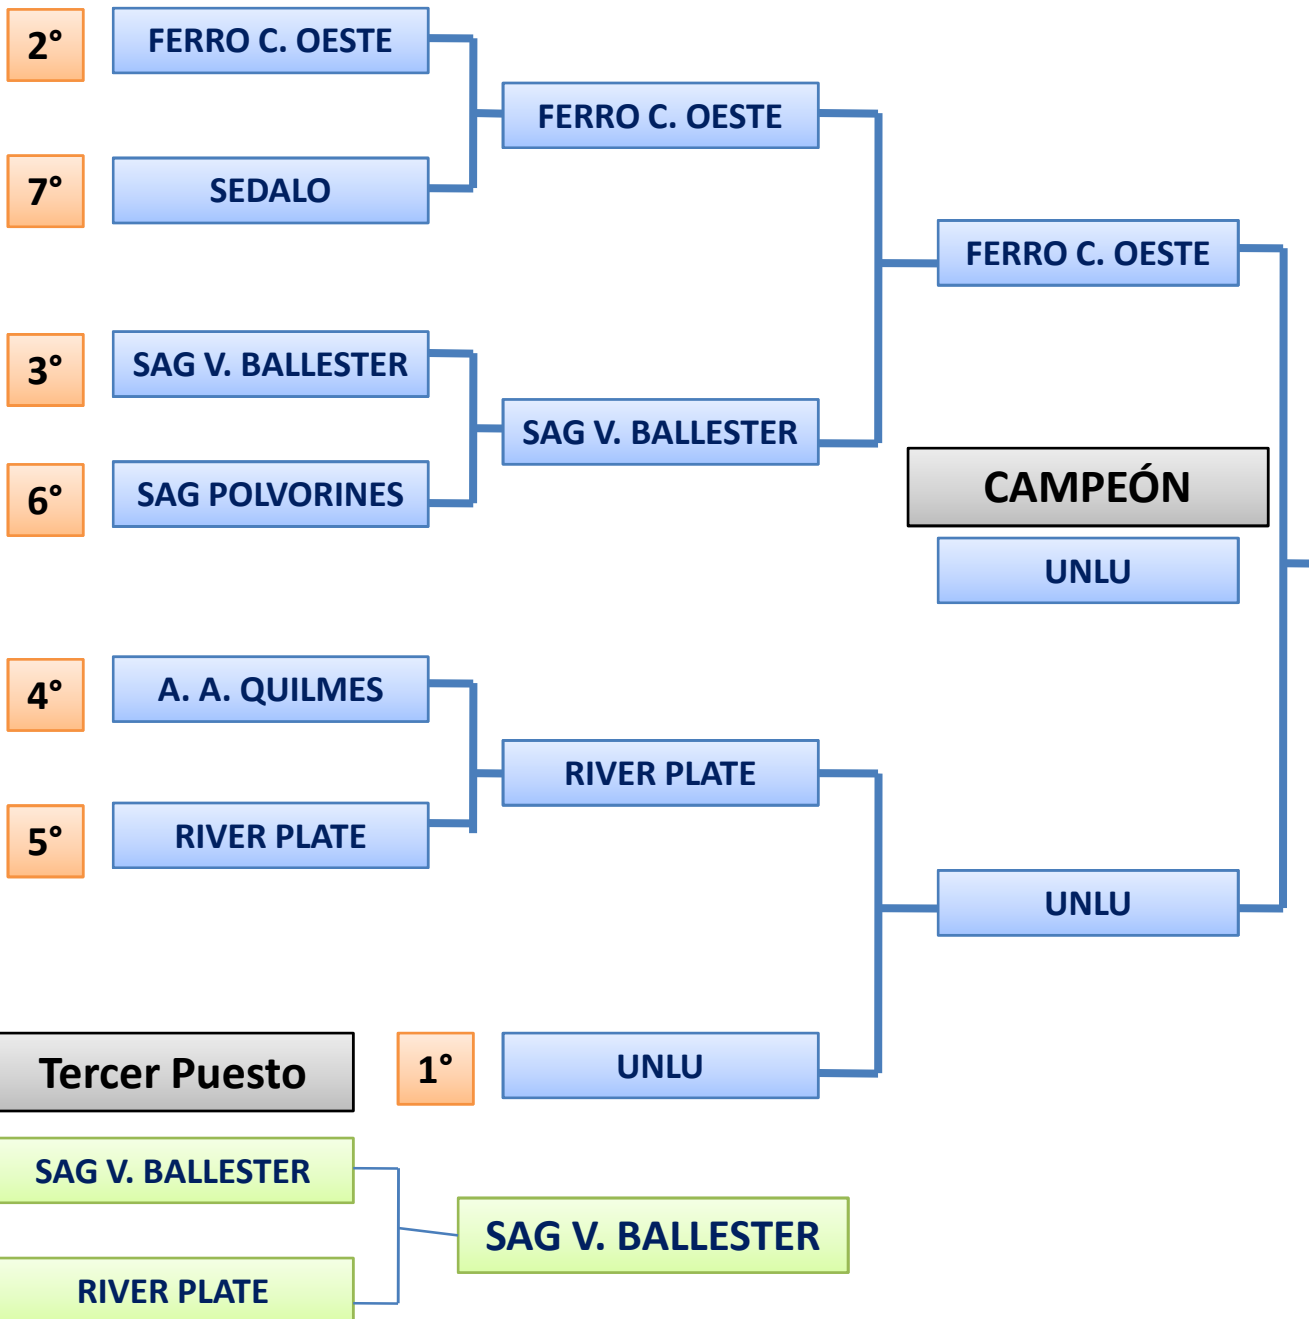 2°
FERRO C. OESTE
FERRO C. OESTE
7°
SEDALO
FERRO C. OESTE
3°
SAG V. BALLESTER
SAG V. BALLESTER
6°
SAG POLVORINES
CAMPEÓN
UNLU
4°
A. A. QUILMES
RIVER PLATE
5°
RIVER PLATE
UNLU
Tercer Puesto
1°
UNLU
SAG V. BALLESTER
SAG V. BALLESTER
RIVER PLATE